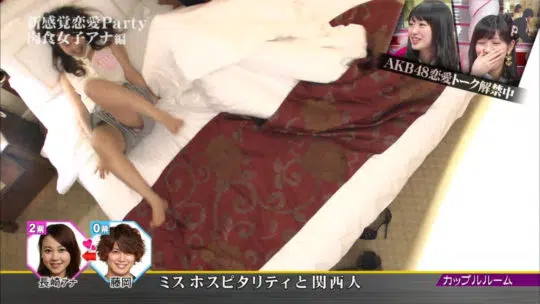 新感覚恋愛Party
肉食女子アナ編
AKB48恋愛トーク解禁中
2票
0票
長崎アナ
藤岡
ミス ホスピタリティと関西人
カップルルーム